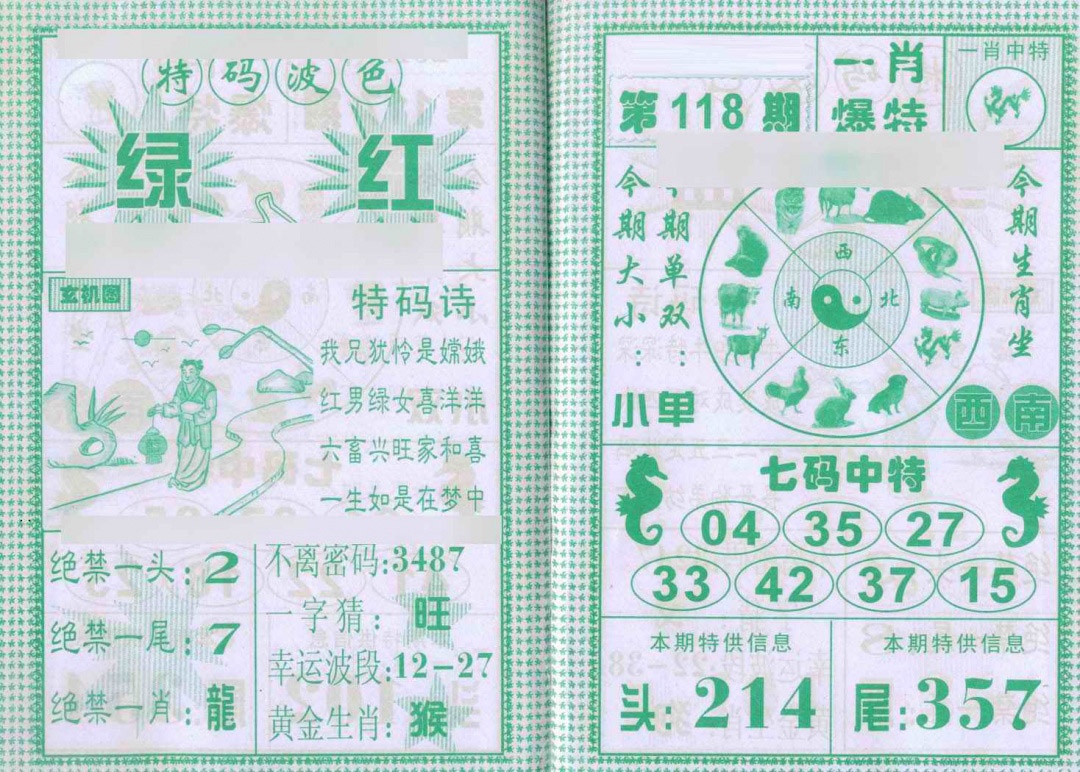 特码波色
绿 红
玄机图
特码诗
我兄犹怜是嫦娥
红男绿女喜洋洋
六畜兴旺家和喜
一生如是在梦中
绝禁一头:2
绝禁一尾:7
绝禁一肖:龍
不离密码:3487
一字猜:旺
幸运波段:12-27
黄金生肖:猴
第118期
一肖
爆特
一肖中特
今期大小:
小
期单双:
单
西
南 北
东
今期生肖坐
西南
七码中特
04 35 27
33 42 37 15
本期特供信息
头:214
本期特供信息
尾:357